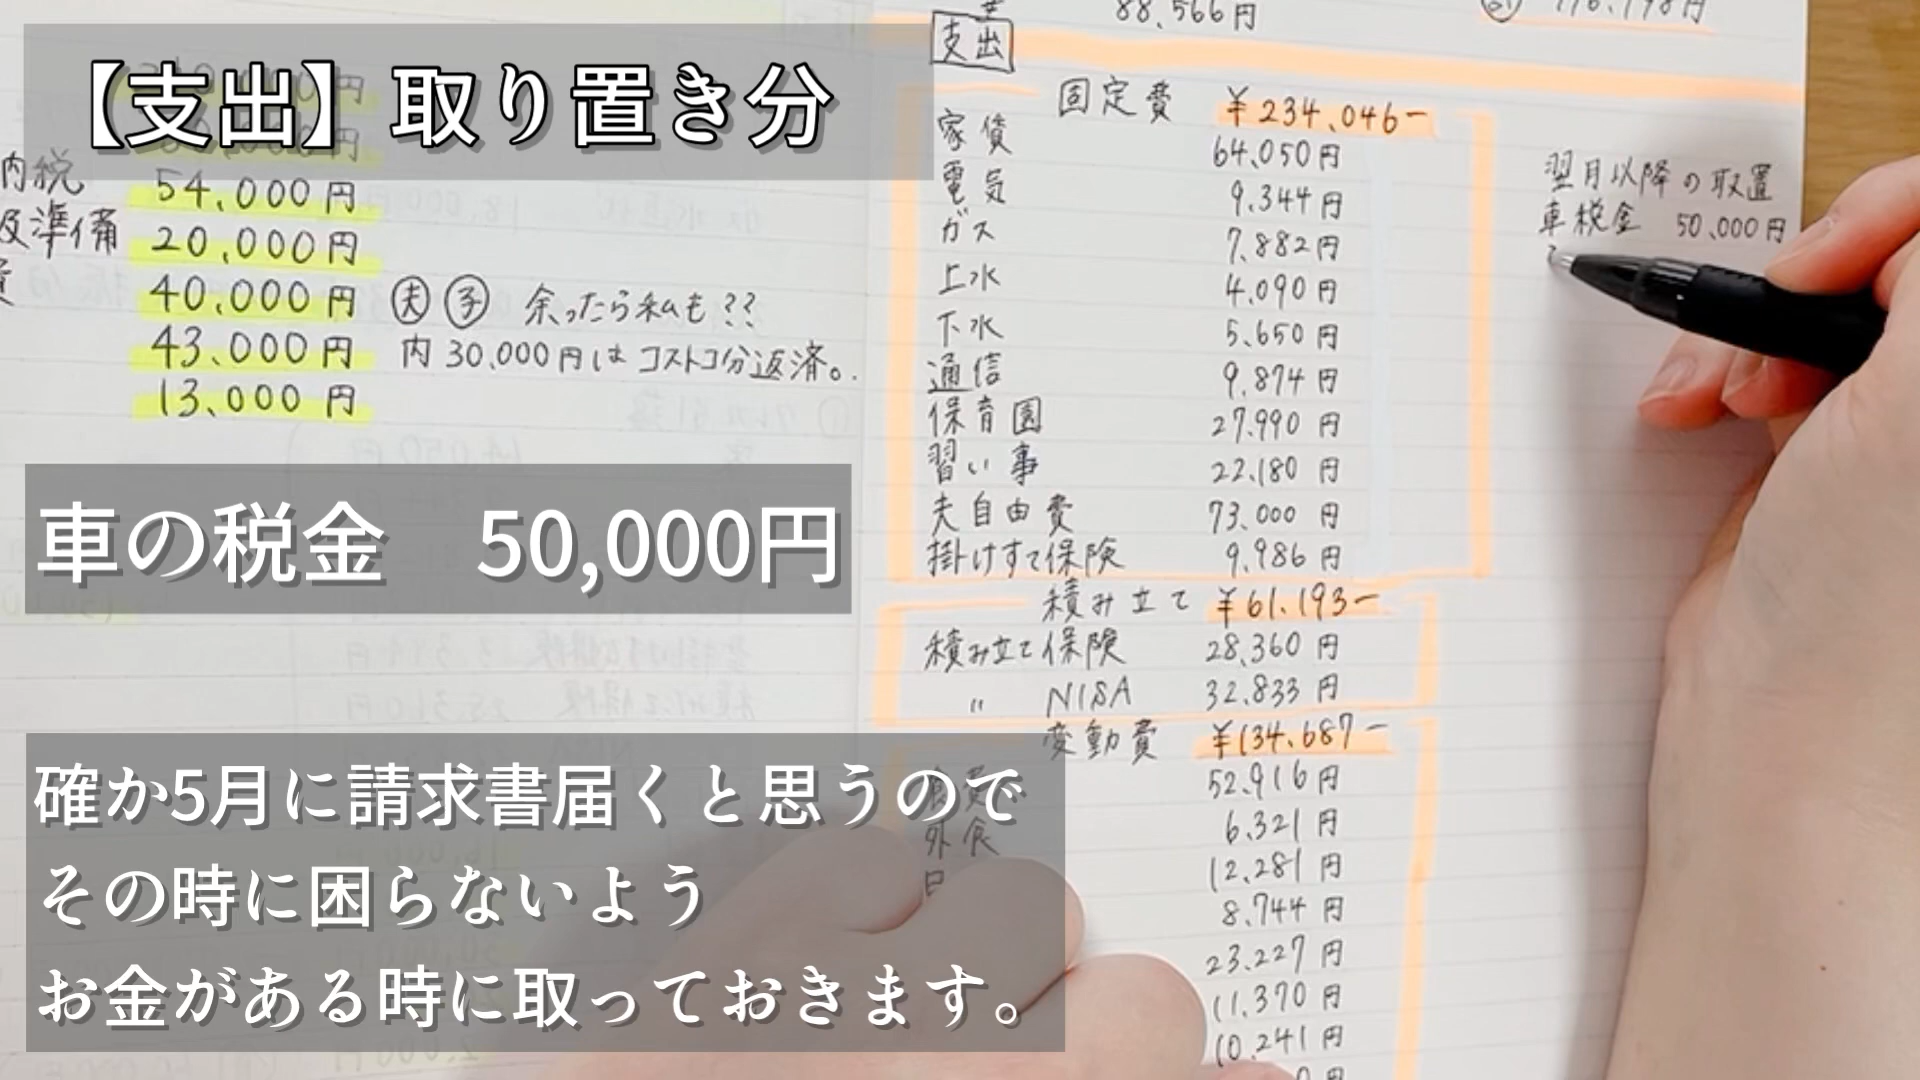 【支出】取り置き分
54,000円
内税
及準備 20,000円
費 40,000円 夫 子 余ったら私も??
43,000円 内30,000円はコストコ分返済。
13,000円
車の税金 50,000円
確か5月に請求書届くと思うので
その時に困らないよう
お金がある時に取っておきます。
88,566円
支出
固定費 ¥234,046-
家賃 64,050円
電気 9,344円
ガス 7,882円
上水 4,090円
下水 5,650円
通信 9,874円
保育園 27,990円
習い事 22,180円
夫自由費 73,000円
掛けすて保険 9,986円
積み立て ¥61,193-
積み立て保険 28,360円
〃 NISA 32,833円
変動費 ¥134,687-
52,916円
外食 6,321円
12,281円
8,744円
23,227円
11,370円
10,241円
翌月以降の取置
車税金 50,000円